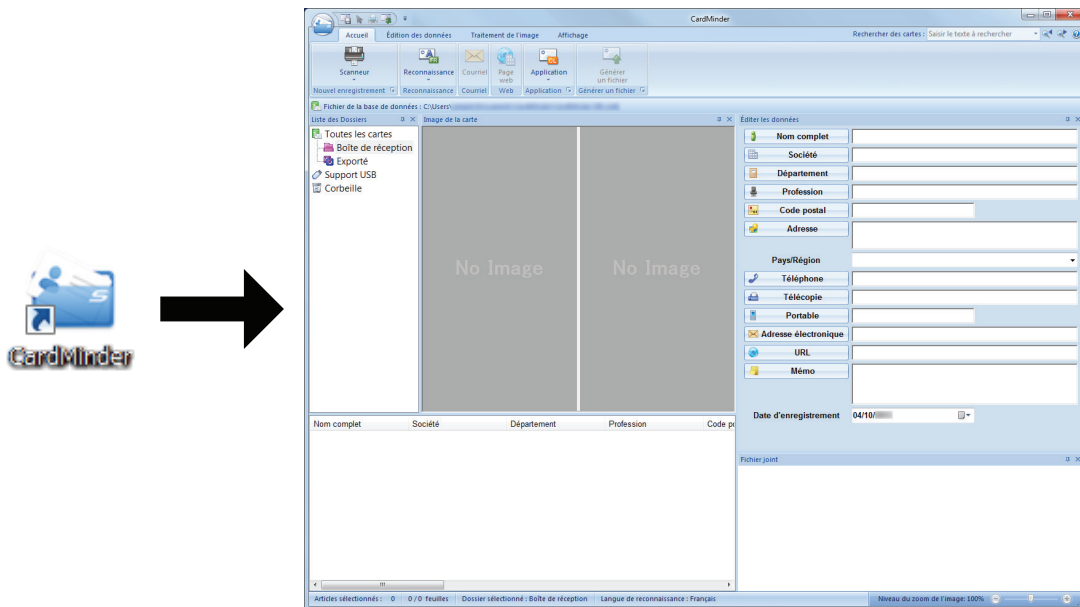 CardMinder
CardMinder
Accueil Édition des données Traitement de l'image Affichage Rechercher des cartes : Saisir le texte à rechercher
Scanneur Reconnaissance Courriel Page web Application Générer un fichier
Nouvel enregistrement Reconnaissance Courriel Web Application Générer un fichier
Fichier de la base de données : C:\Users\
Liste des Dossiers Image de la carte Éditer les données
Toutes les cartes
Boîte de réception
Exporté
Support USB
Corbeille
No Image No Image
Nom complet
Société
Département
Profession
Code postal
Adresse
Pays/Région
Téléphone
Télécopie
Portable
Adresse électronique
URL
Mémo
Date d'enregistrement 04/10/
Nom complet Société Département Profession Code po
Fichier joint
Articles sélectionnés : 0 0 / 0 feuilles Dossier sélectionné : Boîte de réception Langue de reconnaissance : Français Niveau du zoom de l'image: 100%